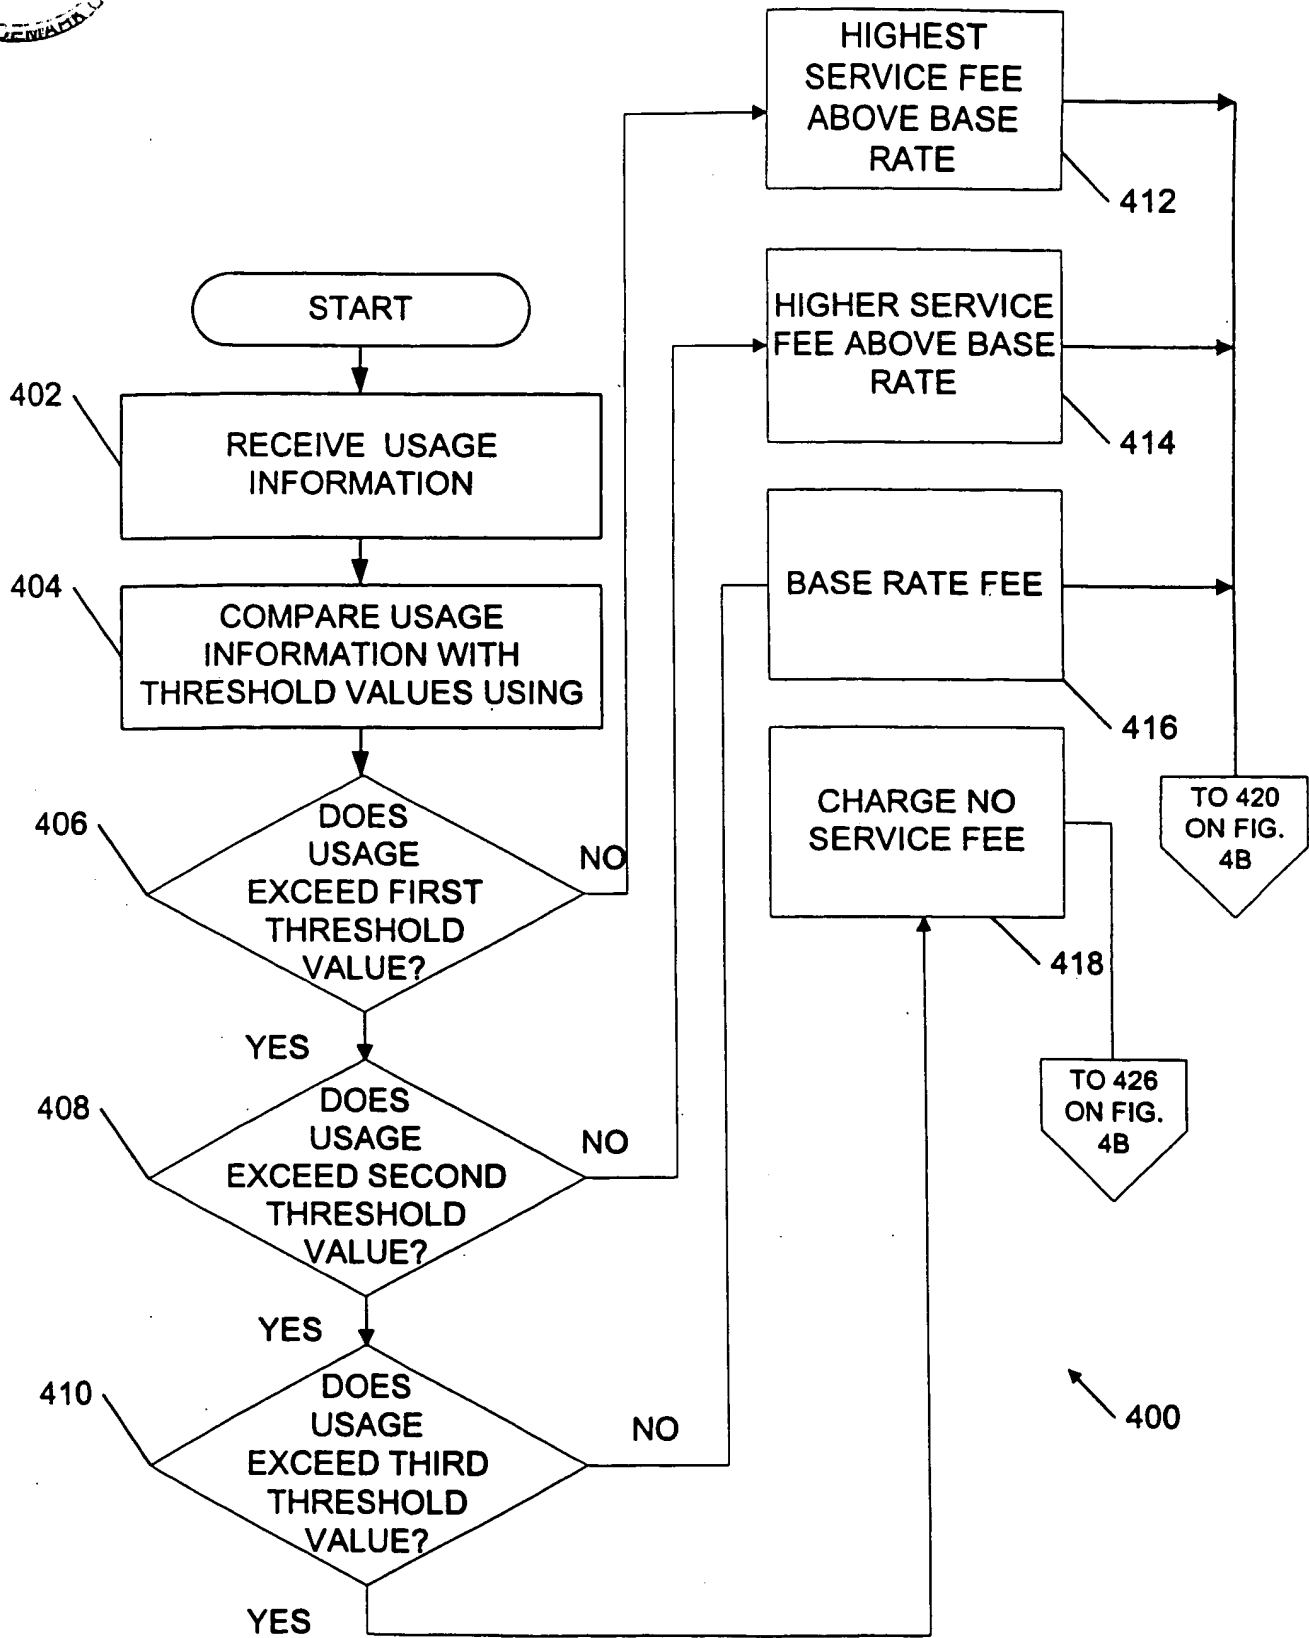 HIGHEST
SERVICE FEE
ABOVE BASE
RATE
412
START
HIGHER SERVICE
FEE ABOVE BASE
RATE
414
402
RECEIVE USAGE
INFORMATION
404
COMPARE USAGE
INFORMATION WITH
THRESHOLD VALUES USING
BASE RATE FEE
416
CHARGE NO
SERVICE FEE
418
TO 420
ON FIG.
4B
406
DOES
USAGE
EXCEED FIRST
THRESHOLD
VALUE?
NO
YES
TO 426
ON FIG.
4B
408
DOES
USAGE
EXCEED SECOND
THRESHOLD
VALUE?
NO
YES
410
DOES
USAGE
EXCEED THIRD
THRESHOLD
VALUE?
NO
YES
400